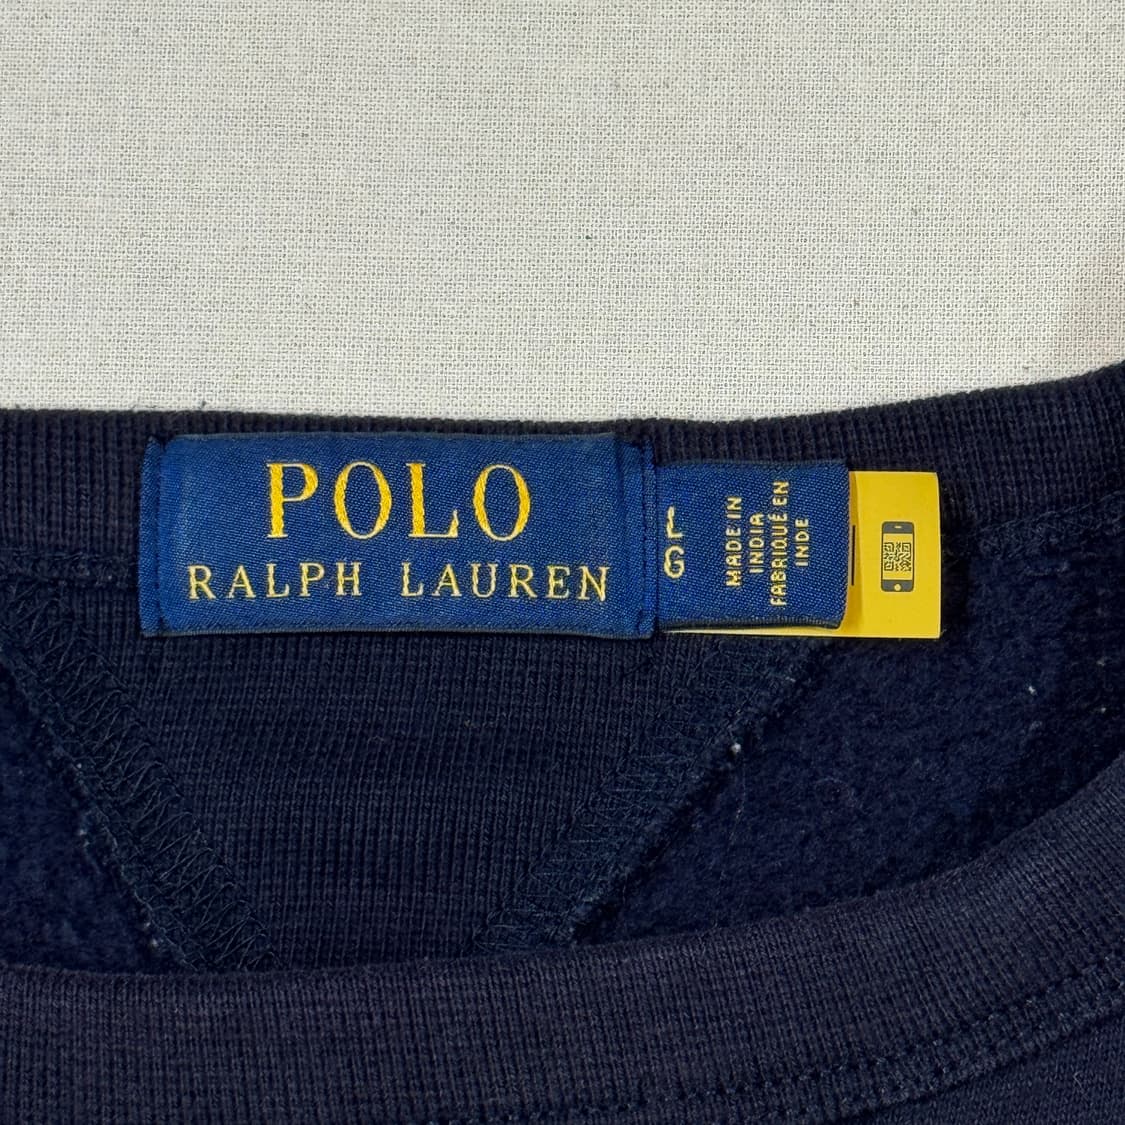 POLO
RALPH LAUREN
L
G
MADE IN
INDIA
FABRIQUÉ EN
INDE